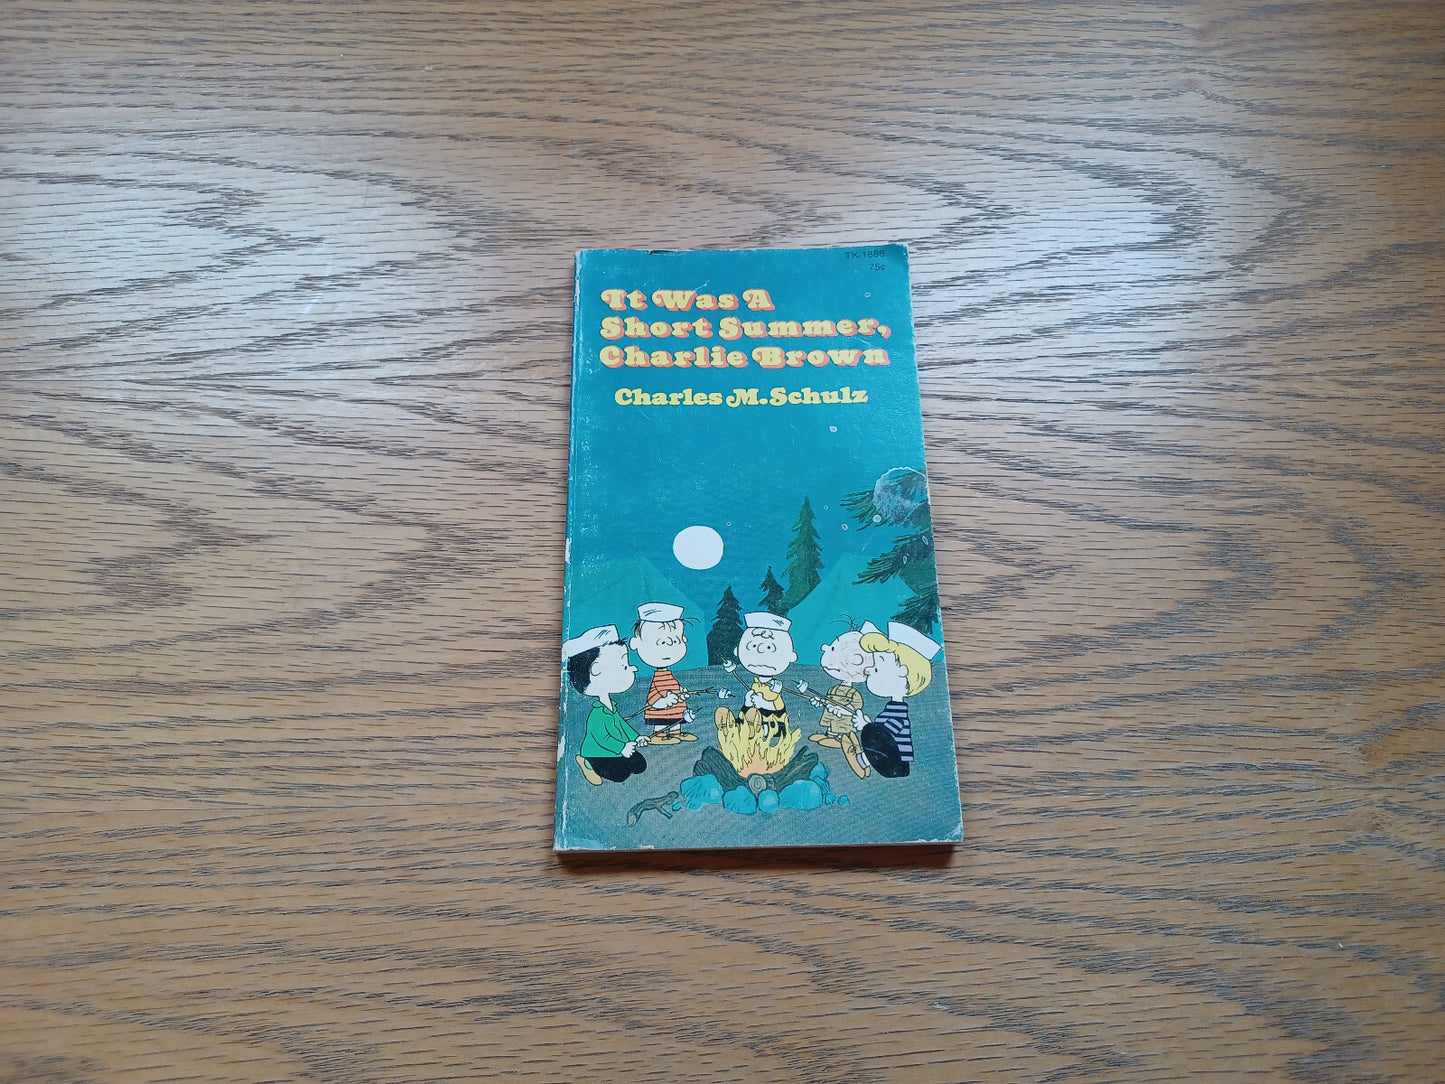 TK 1886
75¢
It Was A
Short Summer,
Charlie Brown
Charles M. Schulz